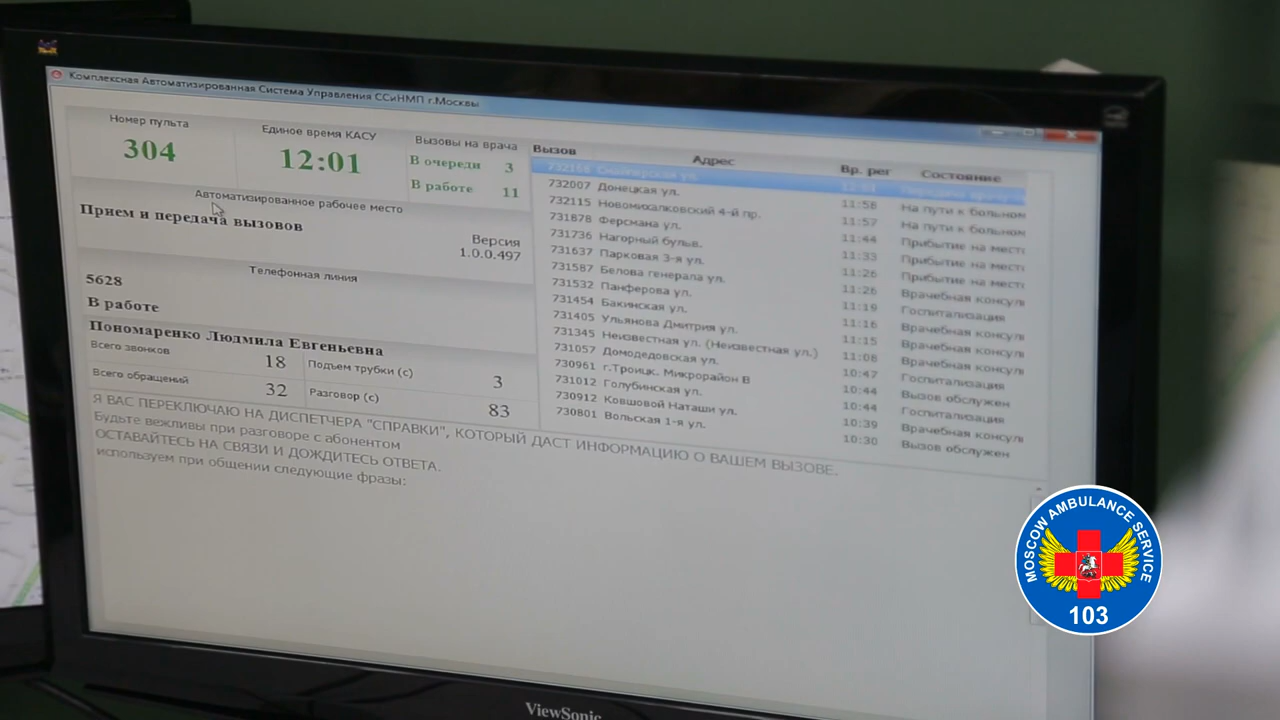 Комплексная Автоматизированная Система Управления ССиНМП г.Москвы
Номер пульта
304
Единое время КАСУ
12:01
Вызовы на врача
В очереди 3
В работе 11
Автоматизированное рабочее место
Прием и передача вызовов
Версия
1.0.0.497
Телефонная линия
5628
В работе
Пономаренко Людмила Евгеньевна
Всего звонков 18 Подъем трубки (с) 3
Всего обращений 32 Разговор (с) 83
Вызов Адрес Вр. рег Состояние
732007 Донецкая ул. 11:58 На пути к больном
732115 Новомихалковский 4-й пр. 11:57 На пути к больном
731878 Ферсмана ул. 11:44 Прибытие на место
731736 Нагорный бульв. 11:33 Прибытие на место
731637 Парковая 3-я ул. 11:26 Прибытие на место
731587 Белова генерала ул. 11:26 Врачебная консул
731532 Панферова ул. 11:19 Госпитализация
731454 Бакинская ул. 11:16 Врачебная консул
731405 Ульянова Дмитрия ул. 11:15 Врачебная консул
731345 Неизвестная ул. (Неизвестная ул.) 11:08 Врачебная консул
731057 Домодедовская ул. 10:47 Госпитализация
730961 г.Троицк. Микрорайон В 10:44 Вызов обслужен
731012 Голубинская ул. 10:44 Госпитализация
730912 Ковшовой Наташи ул. 10:39 Врачебная консул
730801 Вольская 1-я ул. 10:30 Вызов обслужен
Я ВАС ПЕРЕКЛЮЧАЮ НА ДИСПЕТЧЕРА "СПРАВКИ", КОТОРЫЙ ДАСТ ИНФОРМАЦИЮ О ВАШЕМ ВЫЗОВЕ.
Будьте вежливы при разговоре с абонентом
ОСТАВАЙТЕСЬ НА СВЯЗИ И ДОЖДИТЕСЬ ОТВЕТА.
используем при общении следующие фразы:
MOSCOW AMBULANCE SERVICE
103
ViewSonic